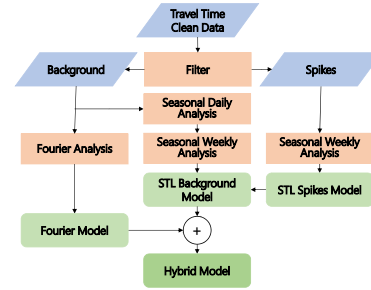 Travel Time
Clean Data
Background
Filter
Spikes
Seasonal Daily
Analysis
Fourier Analysis
Seasonal Weekly
Analysis
Seasonal Weekly
Analysis
STL Background
Model
STL Spikes Model
Fourier Model
+
Hybrid Model